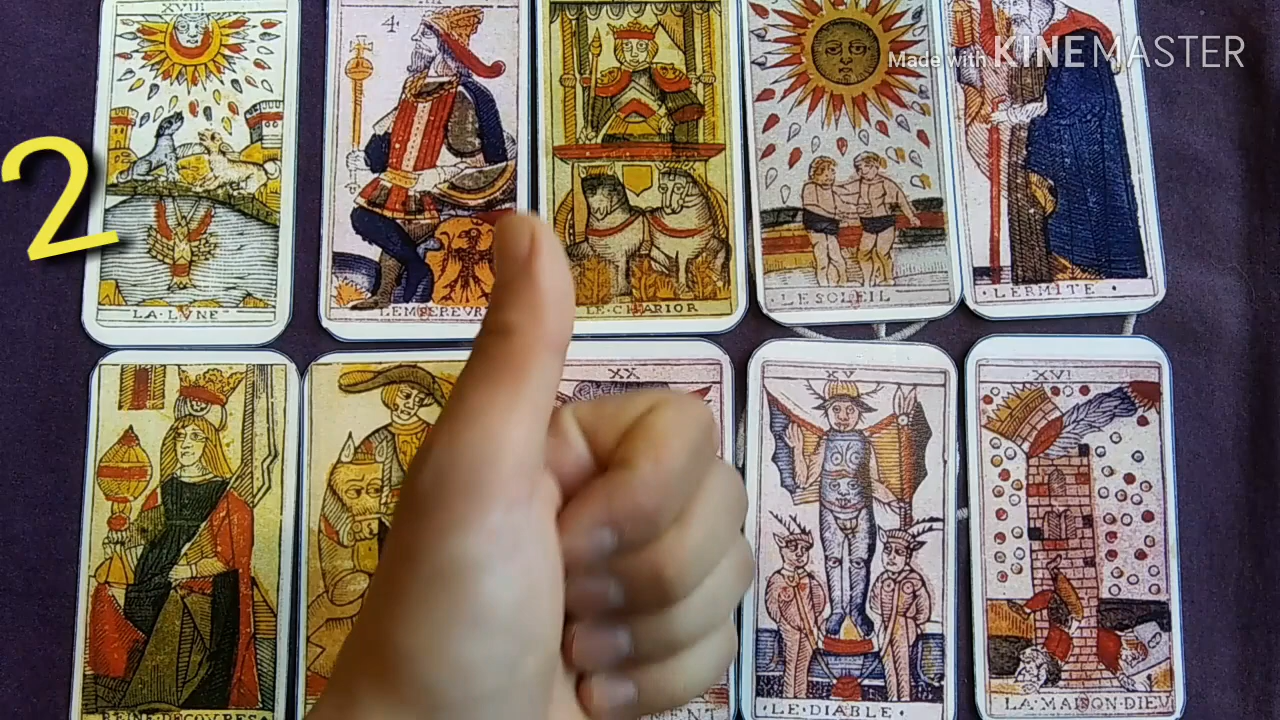 Made with KINEMASTER
2
XVIII
LA·LVNE
4
LE·CHARIOR
LE SOLEIL
·LERMITE·
XX
XV
·LE·DIABLE·
XVI
LA·MAISON·DIEV